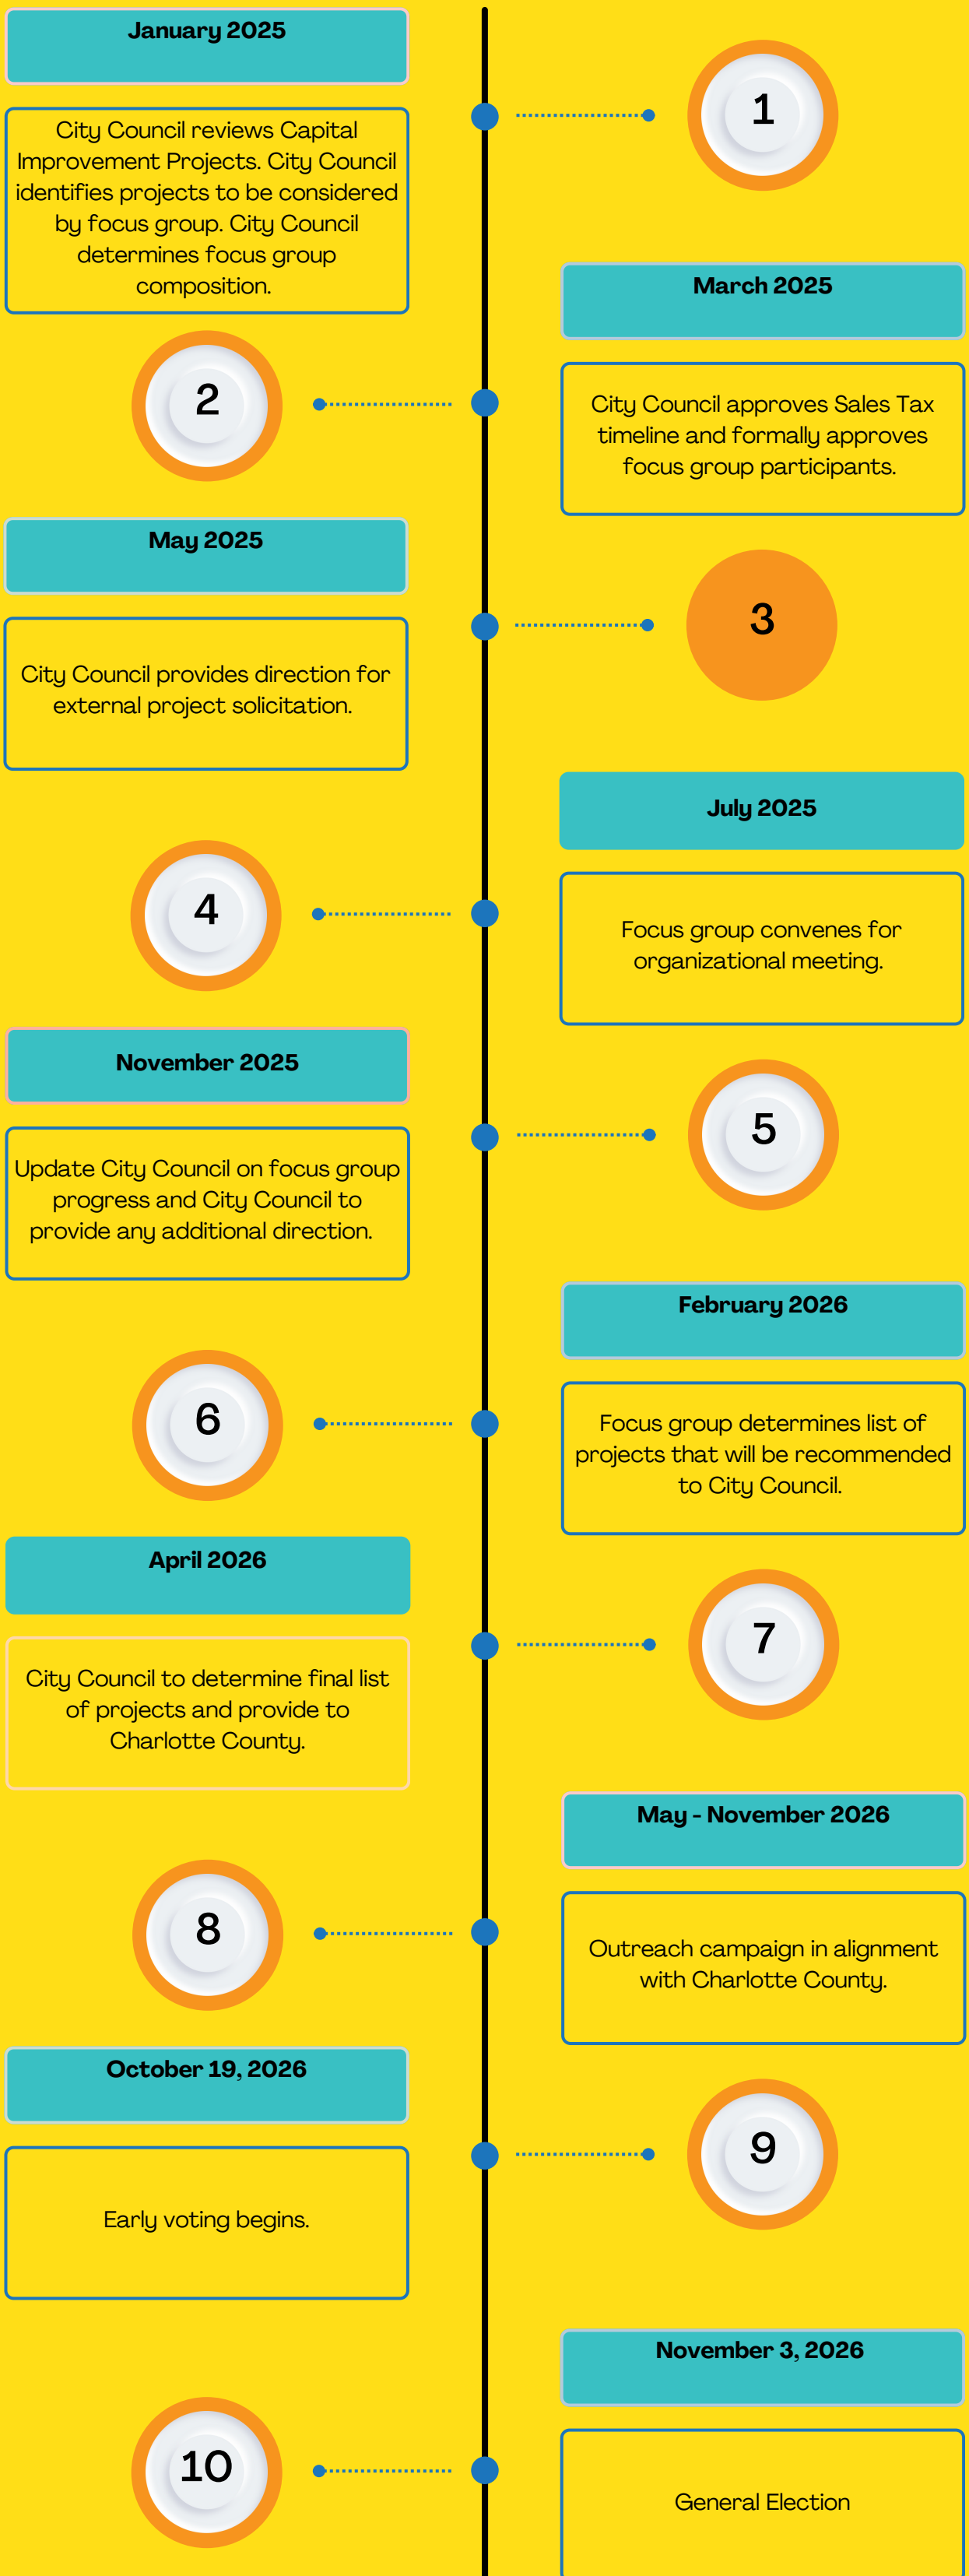 January 2025
1
City Council reviews Capital
Improvement Projects. City Council
identifies projects to be considered
by focus group. City Council
determines focus group
composition.
March 2025
2
City Council approves Sales Tax
timeline and formally approves
focus group participants.
May 2025
3
City Council provides direction for
external project solicitation.
July 2025
4
Focus group convenes for
organizational meeting.
November 2025
5
Update City Council on focus group
progress and City Council to
provide any additional direction.
February 2026
6
Focus group determines list of
projects that will be recommended
to City Council.
April 2026
7
City Council to determine final list
of projects and provide to
Charlotte County.
May - November 2026
8
Outreach campaign in alignment
with Charlotte County.
October 19, 2026
9
Early voting begins.
November 3, 2026
10
General Election